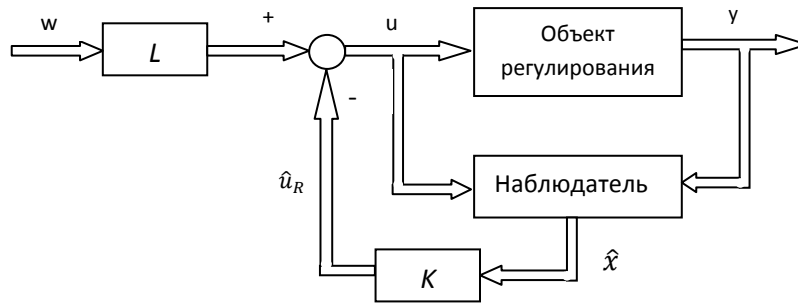 w
L
+
u
Объект
регулирования
y
-
û_R
Наблюдатель
K
x̂